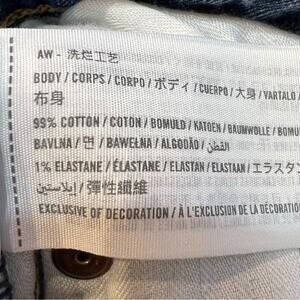 AW - 洗烂工艺
BODY / CORPS / CORPO / ボディ / CUERPO / 大身 / VARTALO /
布身
99% COTTON / COTON / BOMULD / KATOEN / BAUMWOLLE / BOMU
BAVLNA / 면 / BAWEŁNA / ALGODÃO / القطن /
1% ELASTANE / ÉLASTANE / ELASTAN / ELASTAAN / エラスタン
إيلاستين / 彈性纖維
EXCLUSIVE OF DECORATION / À L'EXCLUSION DE LA DÉCORATION